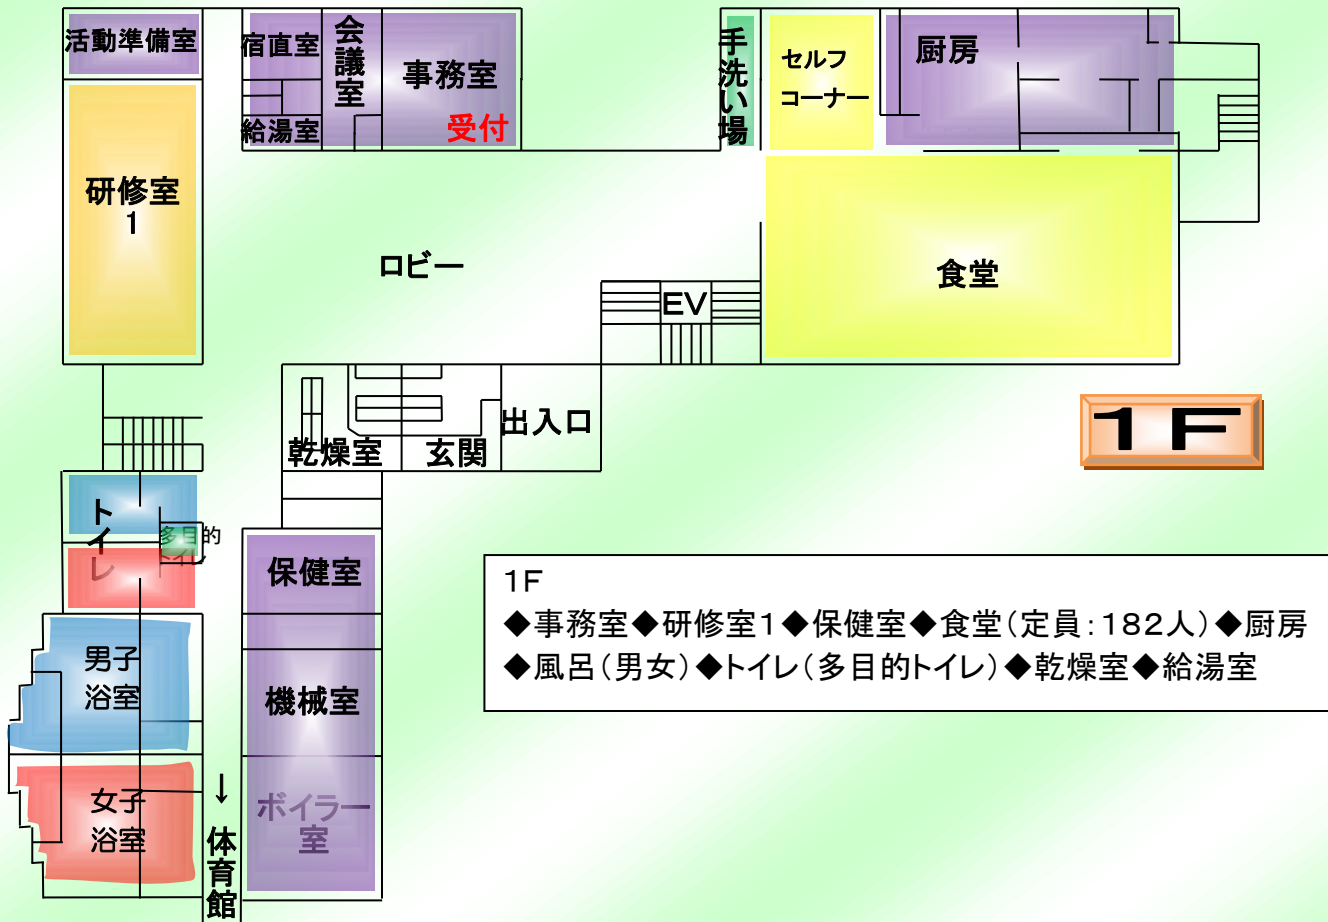 活動準備室
宿直室
会議室
事務室
受付
給湯室
手洗い場
セルフ
コーナー
厨房
研修室
1
ロビー
EV
食堂
乾燥室
玄関
出入口
1F
トイレ
多目的
トイレ
保健室
男子
浴室
機械室
女子
浴室
ボイラー
室
↓体育館
1F
◆事務室◆研修室1◆保健室◆食堂(定員:182人)◆厨房
◆風呂(男女)◆トイレ(多目的トイレ)◆乾燥室◆給湯室